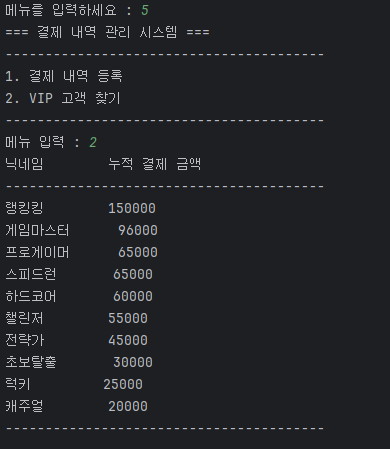 메뉴를 입력하세요 : 5
=== 결제 내역 관리 시스템 ===
----------------------------------------
1. 결제 내역 등록
2. VIP 고객 찾기
----------------------------------------
메뉴 입력 : 2
닉네임 누적 결제 금액
----------------------------------------
랭킹킹 150000
게임마스터 96000
프로게이머 65000
스피드런 65000
하드코어 60000
챌린저 55000
전략가 45000
초보탈출 30000
럭키 25000
캐주얼 20000
----------------------------------------